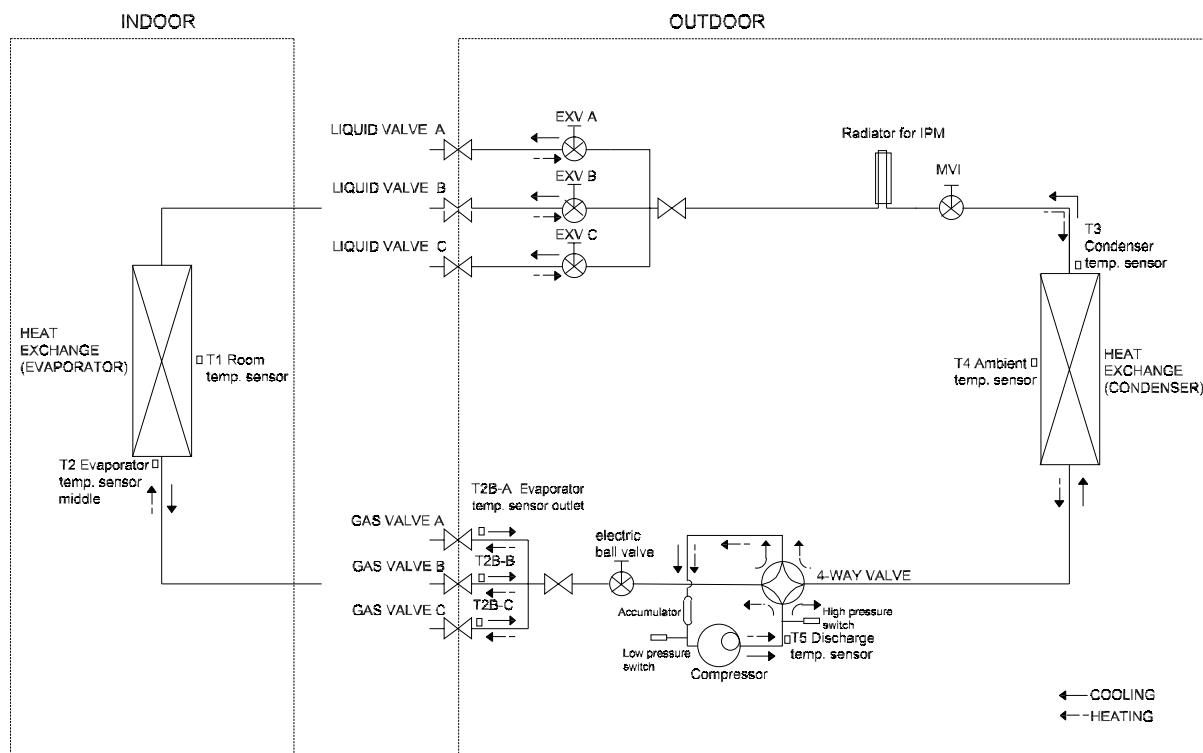 INDOOR
OUTDOOR
LIQUID VALVE A
EXV A
Radiator for IPM
MVI
LIQUID VALVE B
EXV B
LIQUID VALVE C
EXV C
T3
Condenser
temp. sensor
HEAT
EXCHANGE
(EVAPORATOR)
T1 Room
temp. sensor
T4 Ambient
temp. sensor
HEAT
EXCHANGE
(CONDENSER)
T2 Evaporator
temp. sensor
middle
T2B-A Evaporator
temp. sensor outlet
GAS VALVE A
electric
ball valve
GAS VALVE B
T2B-B
4-WAY VALVE
GAS VALVE C
T2B-C
Accumulator
High pressure
switch
Low pressure
switch
T5 Discharge
temp. sensor
Compressor
COOLING
HEATING